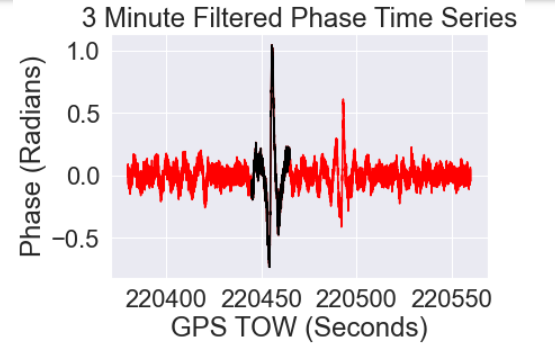 3 Minute Filtered Phase Time Series
Phase (Radians)
1.0
0.5
0.0
−0.5
220400 220450 220500 220550
GPS TOW (Seconds)